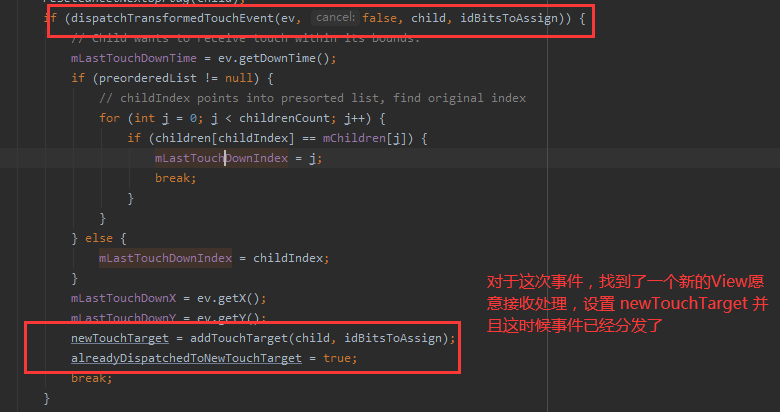 if (dispatchTransformedTouchEvent(ev, cancel: false, child, idBitsToAssign)) {
// Child wants to receive touch within its bounds.
mLastTouchDownTime = ev.getDownTime();
if (preorderedList != null) {
// childIndex points into presorted list, find original index
for (int j = 0; j < childrenCount; j++) {
if (children[childIndex] == mChildren[j]) {
mLastTouchDownIndex = j;
break;
}
}
} else {
mLastTouchDownIndex = childIndex;
}
mLastTouchDownX = ev.getX();
mLastTouchDownY = ev.getY();
newTouchTarget = addTouchTarget(child, idBitsToAssign);
alreadyDispatchedToNewTouchTarget = true;
break;
}
对于这次事件，找到了一个新的View愿
意接收处理，设置 newTouchTarget 并
且这时候事件已经分发了